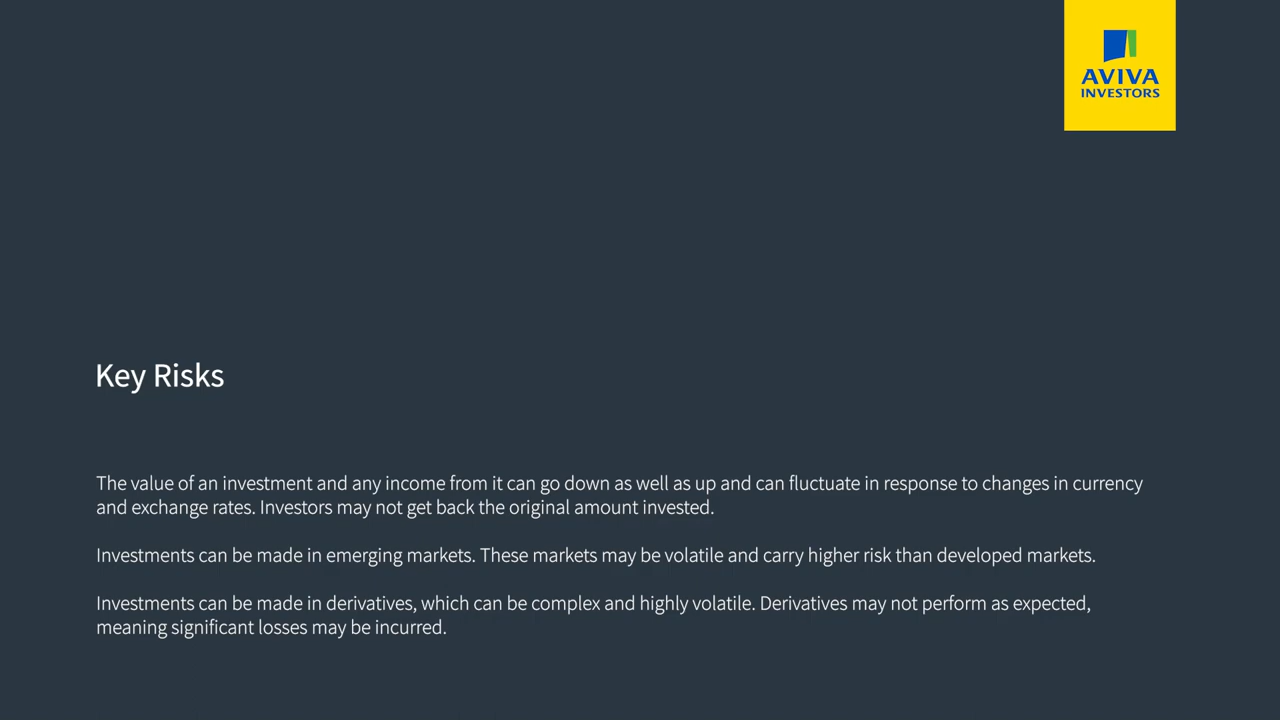 AVIVA
INVESTORS
Key Risks
The value of an investment and any income from it can go down as well as up and can fluctuate in response to changes in currency
and exchange rates. Investors may not get back the original amount invested.
Investments can be made in emerging markets. These markets may be volatile and carry higher risk than developed markets.
Investments can be made in derivatives, which can be complex and highly volatile. Derivatives may not perform as expected,
meaning significant losses may be incurred.